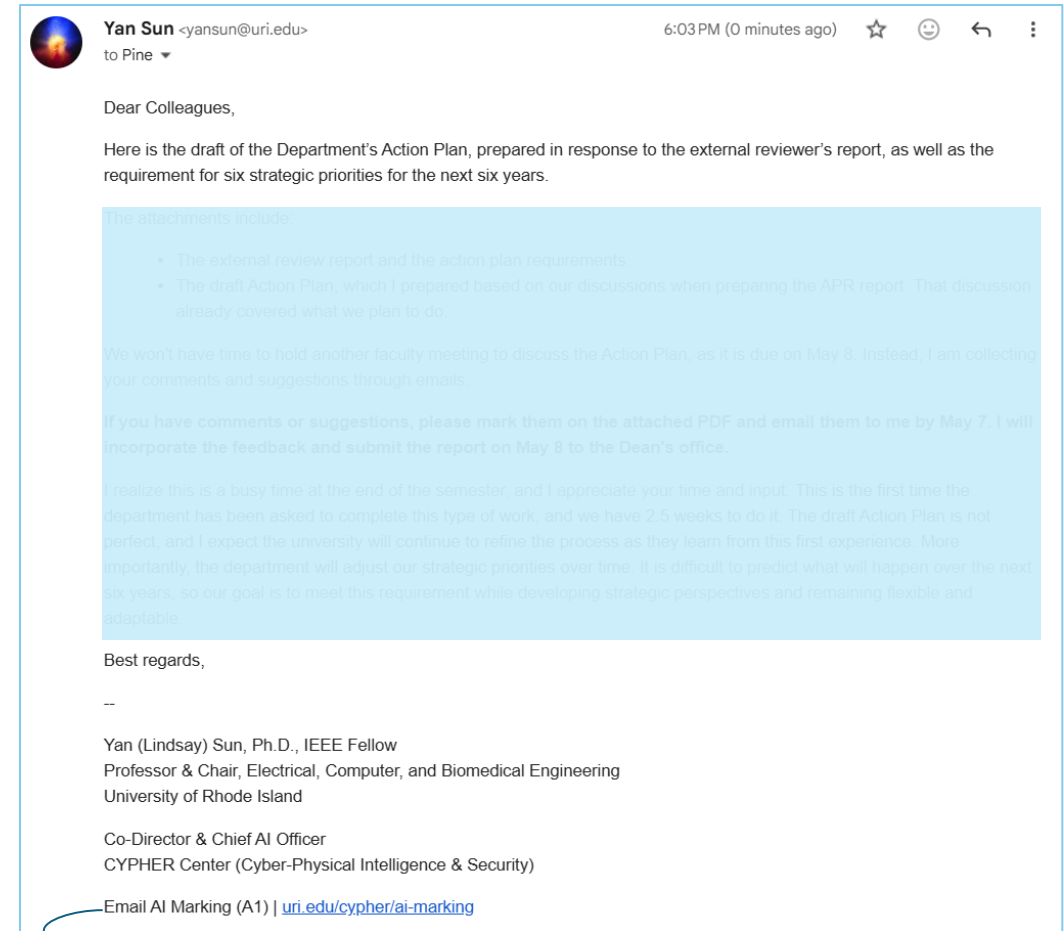 Yan Sun <yansun@uri.edu>
6:03 PM (0 minutes ago)
to Pine
Dear Colleagues,
Here is the draft of the Department’s Action Plan, prepared in response to the external reviewer’s report, as well as the
requirement for six strategic priorities for the next six years.
The attachments include:
• The external review report and the action plan requirements.
• The draft Action Plan, which I prepared based on our discussions when preparing the APR report. That discussion
already covered what we plan to do.
We won't have time to hold another faculty meeting to discuss the Action Plan, as it is due on May 8. Instead, I am collecting
your comments and suggestions through emails.
If you have comments or suggestions, please mark them on the attached PDF and email them to me by May 7. I will
incorporate the feedback and submit the report on May 8 to the Dean's office.
I realize this is a busy time at the end of the semester, and I appreciate your time and input. This is the first time the
department has been asked to complete this type of work, and we have 2.5 weeks to do it. The draft Action Plan is not
perfect, and I expect the university will continue to refine the process as they learn from this first experience. More
importantly, the department will adjust our strategic priorities over time. It is difficult to predict what will happen over the next
six years, so our goal is to meet this requirement while developing strategic perspectives and remaining flexible and
adaptable.
Best regards,
--
Yan (Lindsay) Sun, Ph.D., IEEE Fellow
Professor & Chair, Electrical, Computer, and Biomedical Engineering
University of Rhode Island
Co-Director & Chief AI Officer
CYPHER Center (Cyber-Physical Intelligence & Security)
Email AI Marking (A1) | uri.edu/cypher/ai-marking